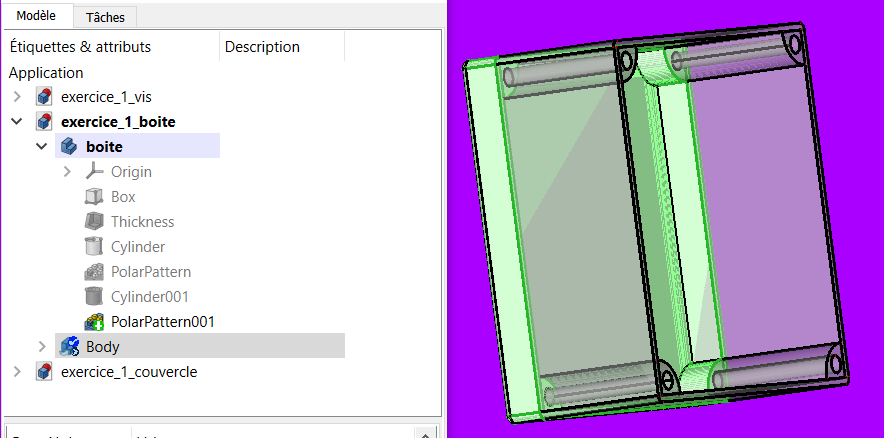 Modèle
Tâches
Étiquettes & attributs
Description
Application
exercice_1_vis
exercice_1_boite
boite
Origin
Box
Thickness
Cylinder
PolarPattern
Cylinder001
PolarPattern001
Body
exercice_1_couvercle